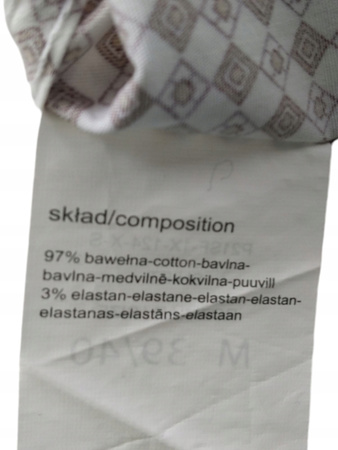 skład/composition
97% bawełna-cotton-bavlna-
bavlna-medvilnė-kokvilna-puuvill
3% elastan-elastane-elastan-elastan-
elastanas-elastāns-elastaan
M 39/40